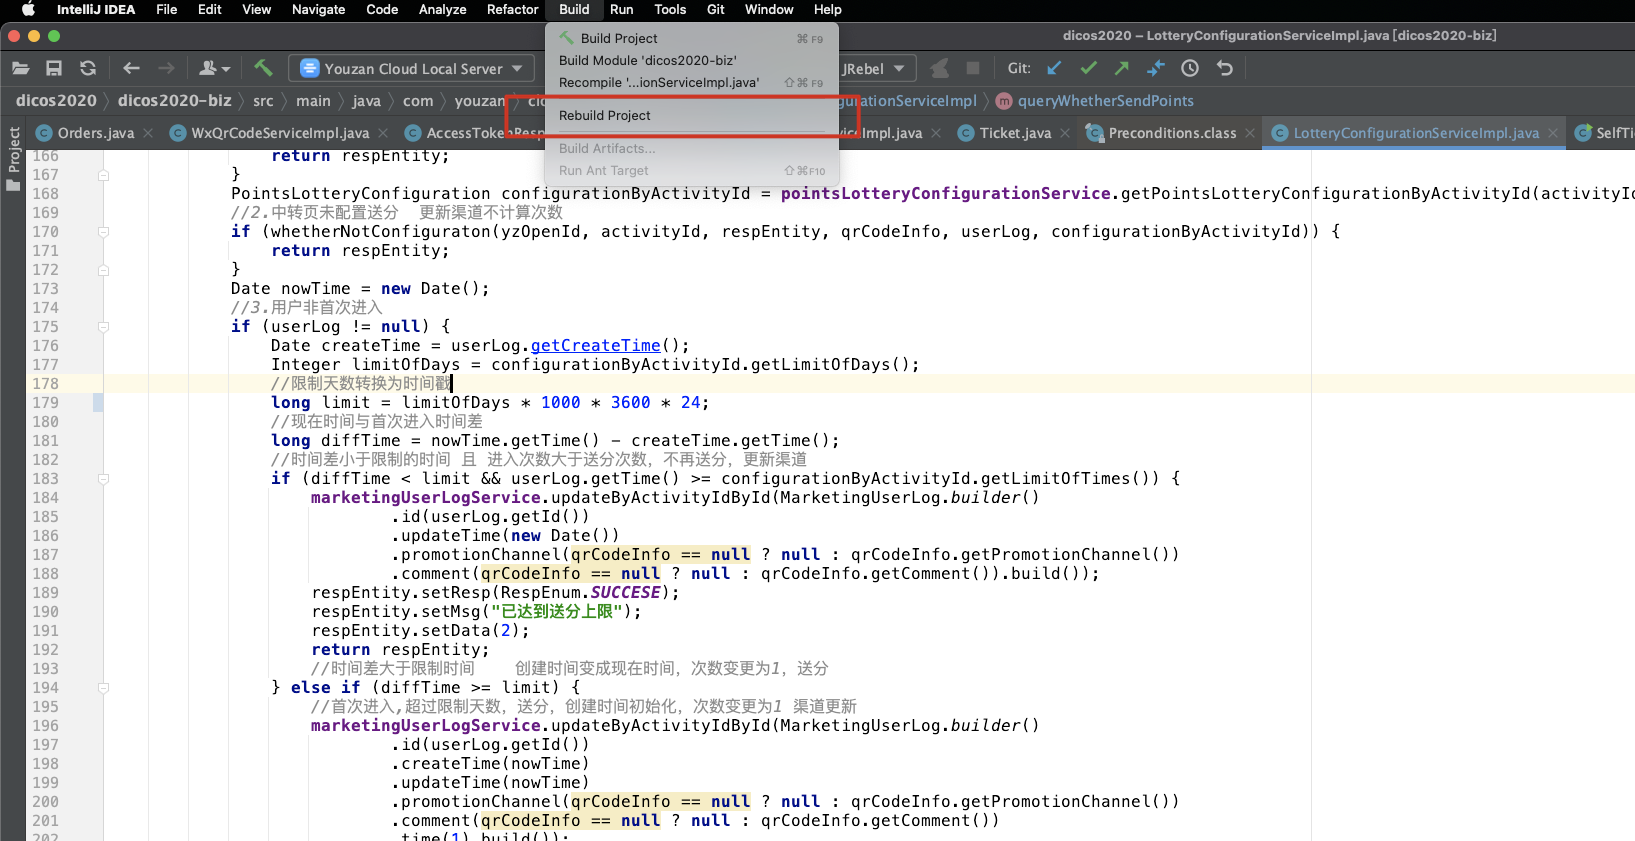 IntelliJ IDEA File Edit View Navigate Code Analyze Refactor Build Run Tools Git Window Help
dicos2020 – LotteryConfigurationServiceImpl.java [dicos2020-biz]
Build Project ⌘F9
Build Module 'dicos2020-biz'
Recompile '...ionServiceImpl.java' ⇧⌘F9
Rebuild Project
Build Artifacts...
Run Ant Target ⇧⌘F10
Youzan Cloud Local Server JRebel Git:
dicos2020 dicos2020-biz src main java com youzan urationServiceImpl m queryWhetherSendPoints
Project
Orders.java WxQrCodeServiceImpl.java AccessTokenResp viceImpl.java Ticket.java Preconditions.class LotteryConfigurationServiceImpl.java SelfTi
166 return respEntity;
167 }
168 PointsLotteryConfiguration configurationByActivityId = pointsLotteryConfigurationService.getPointsLotteryConfigurationByActivityId(activityId
169 //2.中转页未配置送分 更新渠道不计算次数
170 if (whetherNotConfiguraton(yzOpenId, activityId, respEntity, qrCodeInfo, userLog, configurationByActivityId)) {
171 return respEntity;
172 }
173 Date nowTime = new Date();
174 //3.用户非首次进入
175 if (userLog != null) {
176 Date createTime = userLog.getCreateTime();
177 Integer limitOfDays = configurationByActivityId.getLimitOfDays();
178 //限制天数转换为时间戳
179 long limit = limitOfDays * 1000 * 3600 * 24;
180 //现在时间与首次进入时间差
181 long diffTime = nowTime.getTime() - createTime.getTime();
182 //时间差小于限制的时间 且 进入次数大于送分次数，不再送分，更新渠道
183 if (diffTime < limit && userLog.getTime() >= configurationByActivityId.getLimitOfTimes()) {
184 marketingUserLogService.updateByActivityIdById(MarketingUserLog.builder()
185 .id(userLog.getId())
186 .updateTime(new Date())
187 .promotionChannel(qrCodeInfo == null ? null : qrCodeInfo.getPromotionChannel())
188 .comment(qrCodeInfo == null ? null : qrCodeInfo.getComment()).build());
189 respEntity.setResp(RespEnum.SUCCESE);
190 respEntity.setMsg("已达到送分上限");
191 respEntity.setData(2);
192 return respEntity;
193 //时间差大于限制时间 创建时间变成现在时间，次数变更为1，送分
194 } else if (diffTime >= limit) {
195 //首次进入,超过限制天数，送分，创建时间初始化，次数变更为1 渠道更新
196 marketingUserLogService.updateByActivityIdById(MarketingUserLog.builder()
197 .id(userLog.getId())
198 .createTime(nowTime)
199 .updateTime(nowTime)
200 .promotionChannel(qrCodeInfo == null ? null : qrCodeInfo.getPromotionChannel())
201 .comment(qrCodeInfo == null ? null : qrCodeInfo.getComment())
202 .time(1).build());